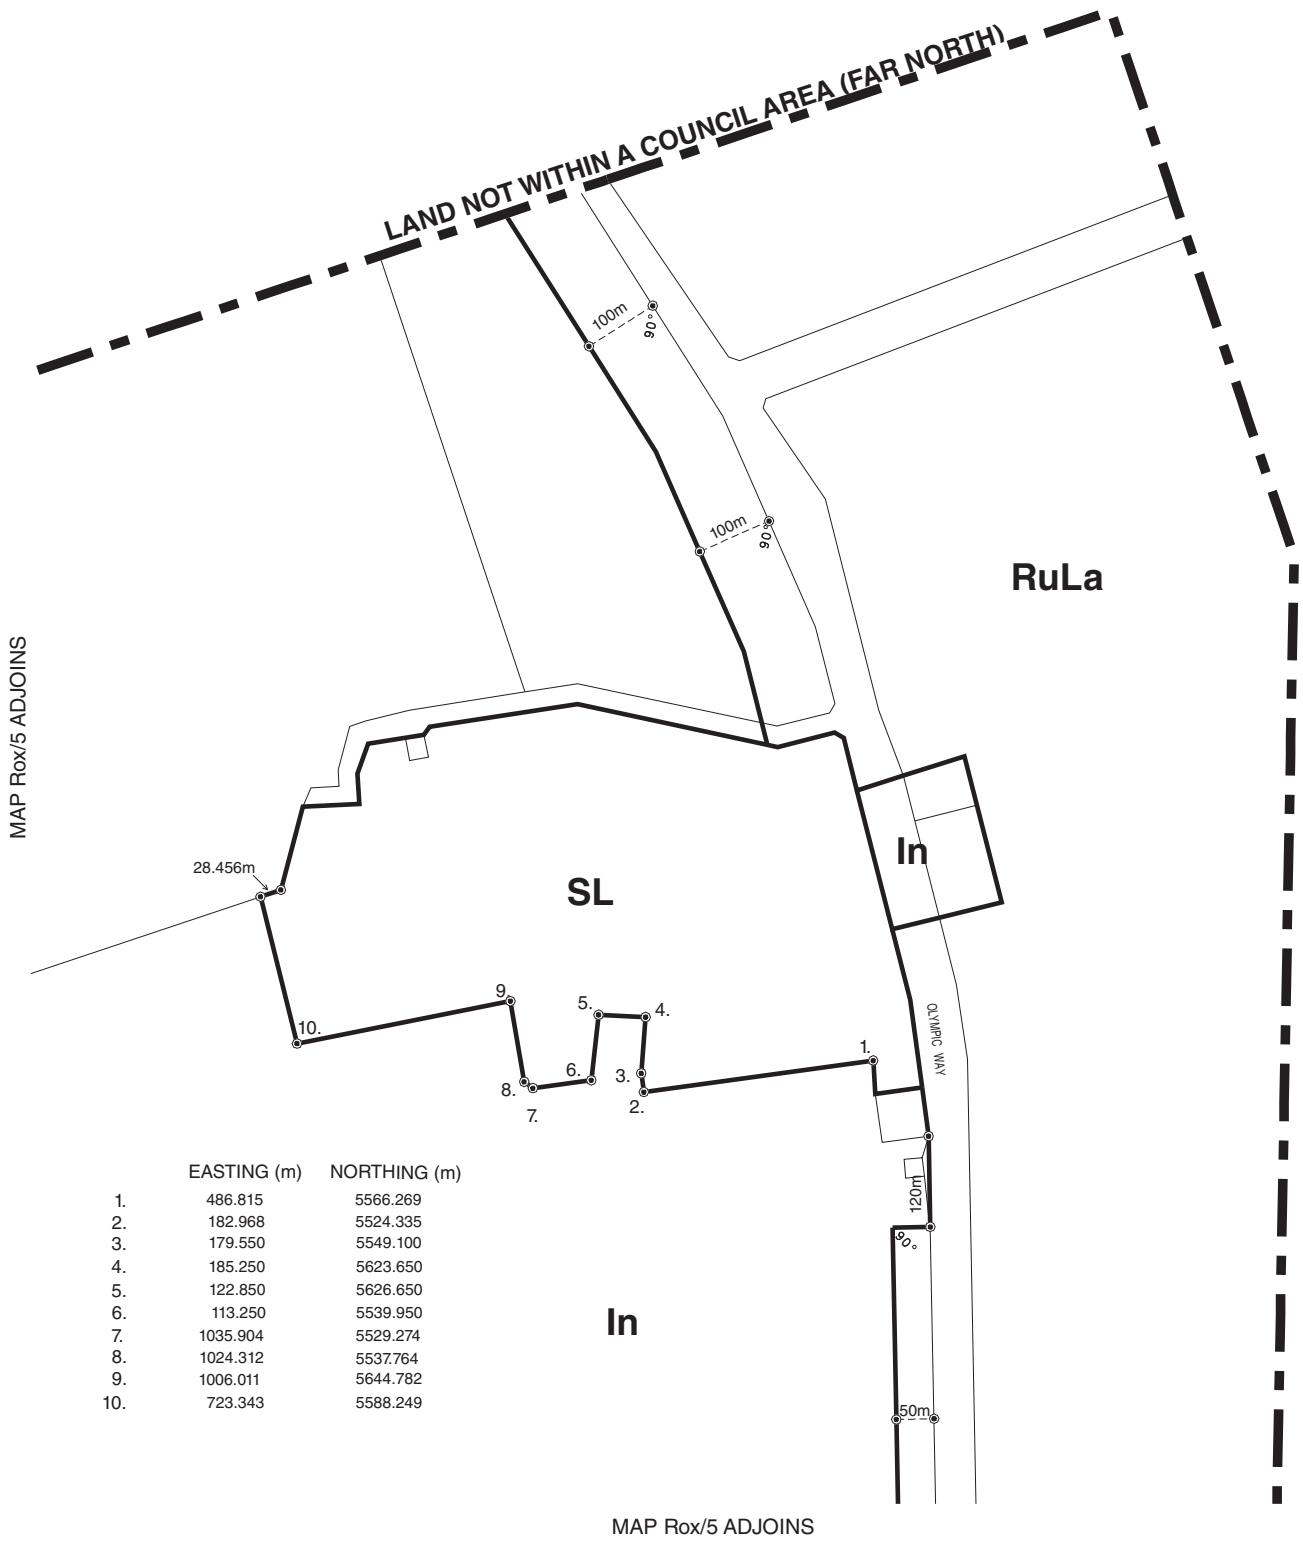 LAND NOT WITHIN A COUNCIL AREA (FAR NORTH)
100m
90°
100m
90°
RuLa
MAP Rox/5 ADJOINS
In
28.456m
SL
9.
5.
4.
10.
OLYMPIC WAY
1.
8.
6.
3.
7.
2.
120m
90°
EASTING (m) NORTHING (m)
1. 486.815 5566.269
2. 182.968 5524.335
3. 179.550 5549.100
4. 185.250 5623.650
5. 122.850 5626.650
6. 113.250 5539.950
7. 1035.904 5529.274
8. 1024.312 5537.764
9. 1006.011 5644.782
10. 723.343 5588.249
In
50m
MAP Rox/5 ADJOINS